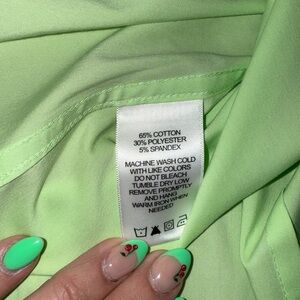 65% COTTON
30% POLYESTER
5% SPANDEX
MACHINE WASH COLD
WITH LIKE COLORS
DO NOT BLEACH
TUMBLE DRY LOW
REMOVE PROMPTLY
AND HANG
WARM IRON WHEN
NEEDED